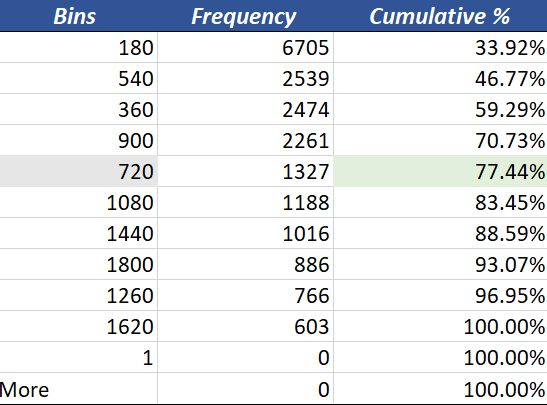 Bins Frequency Cumulative %
180 6705 33.92%
540 2539 46.77%
360 2474 59.29%
900 2261 70.73%
720 1327 77.44%
1080 1188 83.45%
1440 1016 88.59%
1800 886 93.07%
1260 766 96.95%
1620 603 100.00%
1 0 100.00%
More 0 100.00%